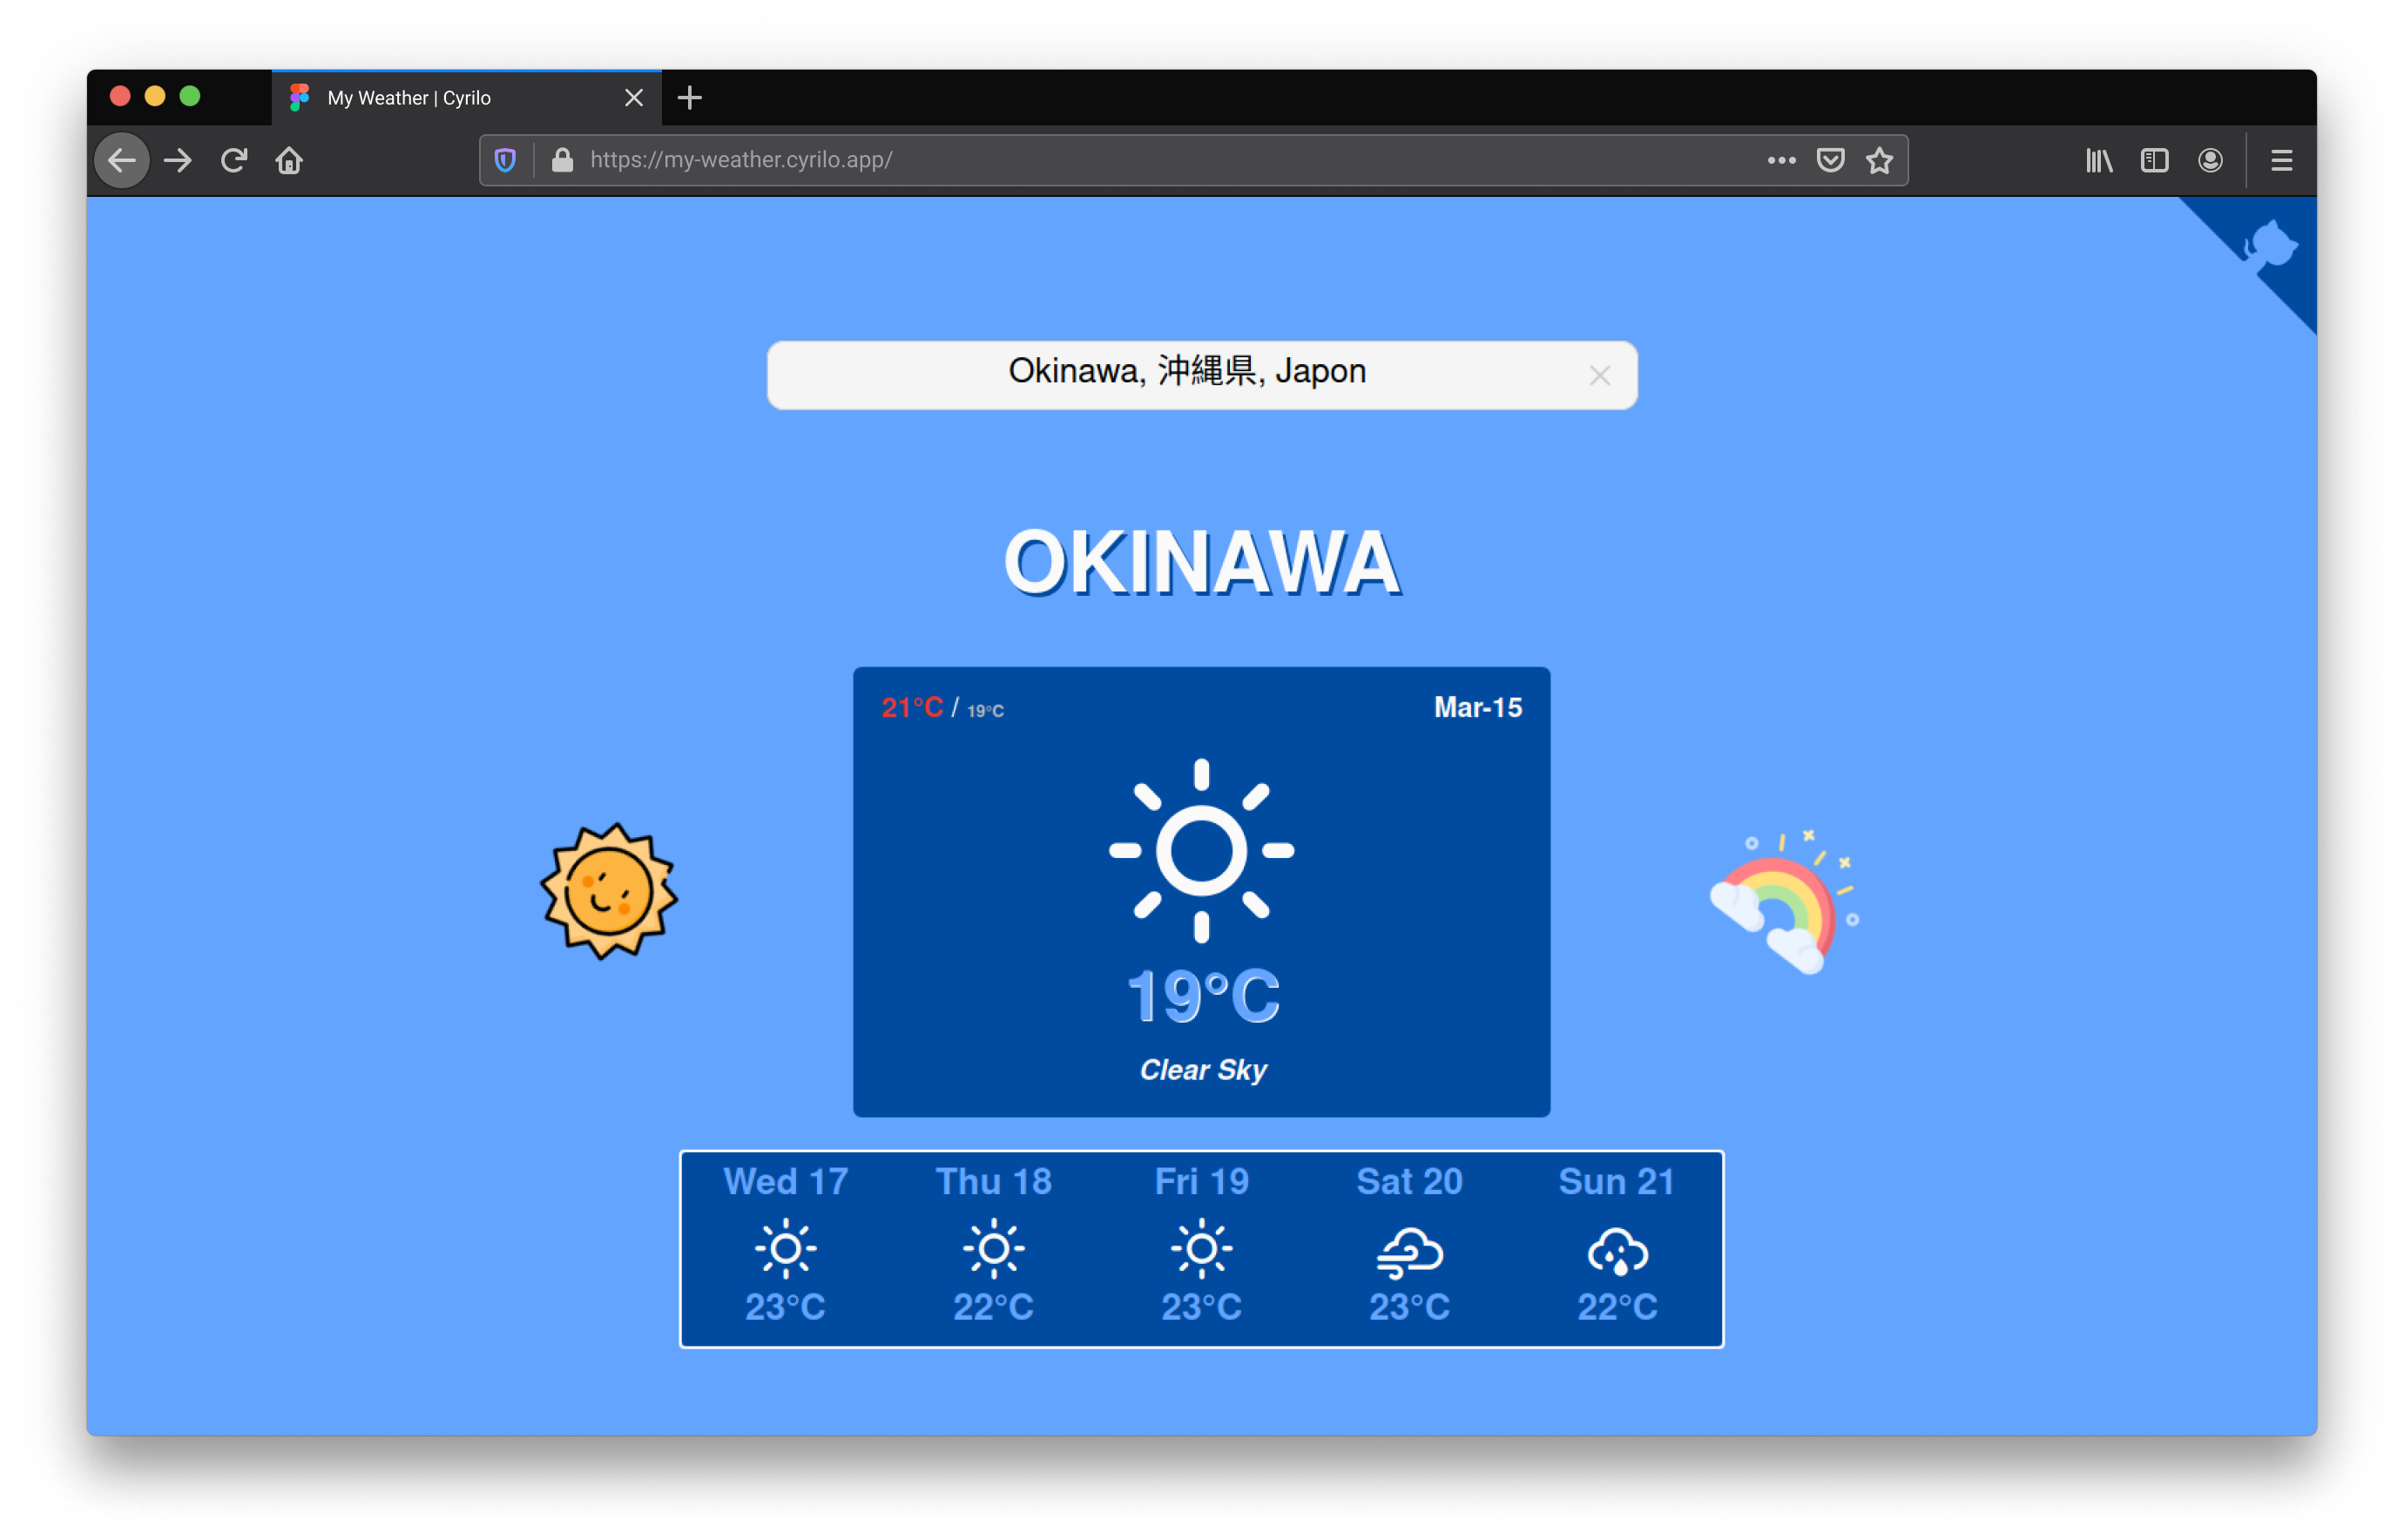 My Weather | Cyrilo
https://my-weather.cyrilo.app/
Okinawa, 沖縄県, Japon
OKINAWA
21°C / 19°C
Mar-15
19°C
Clear Sky
Wed 17 Thu 18 Fri 19 Sat 20 Sun 21
23°C 22°C 23°C 23°C 22°C